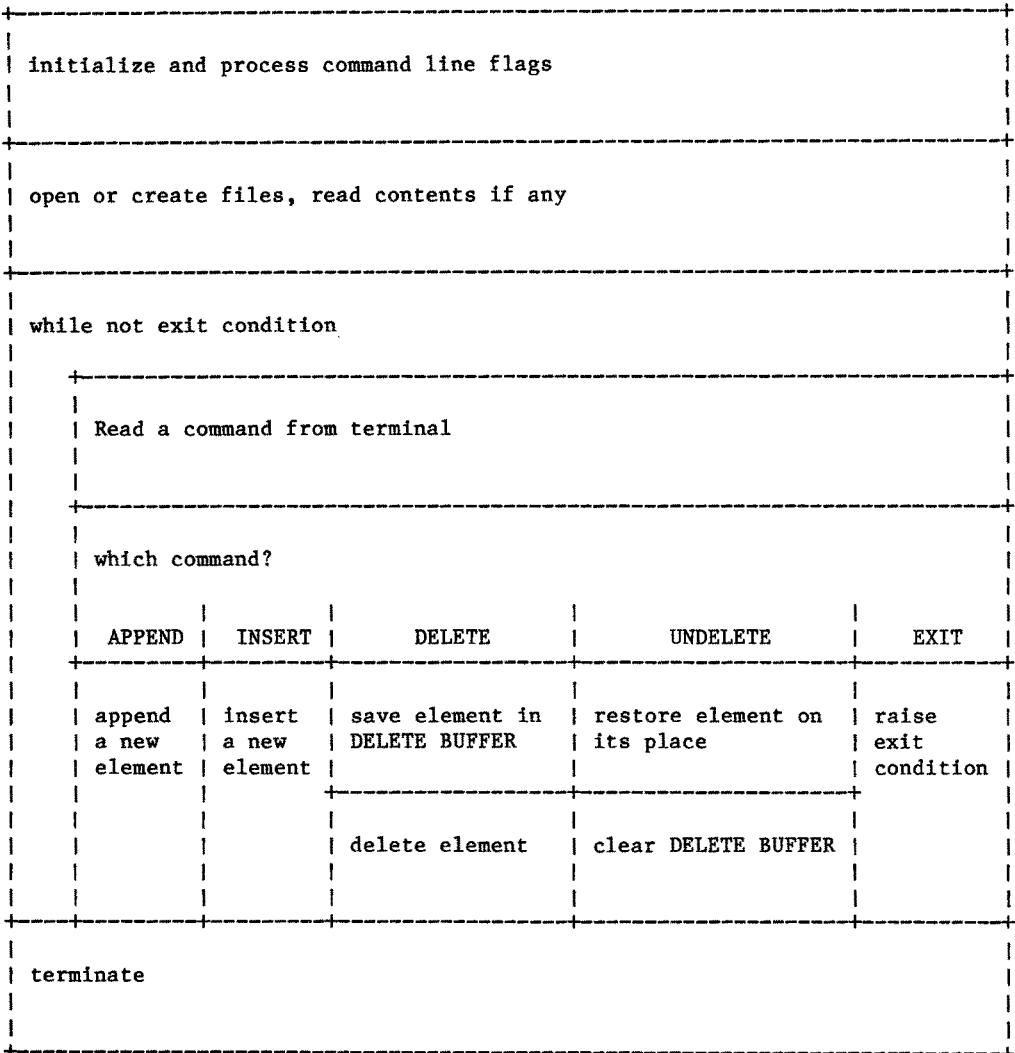 initialize and process command line flags
open or create files, read contents if any
while not exit condition
Read a command from terminal
which command?
APPEND INSERT DELETE UNDELETE EXIT
append insert save element in restore element on raise
a new a new DELETE BUFFER its place exit
element element condition
delete element clear DELETE BUFFER
terminate